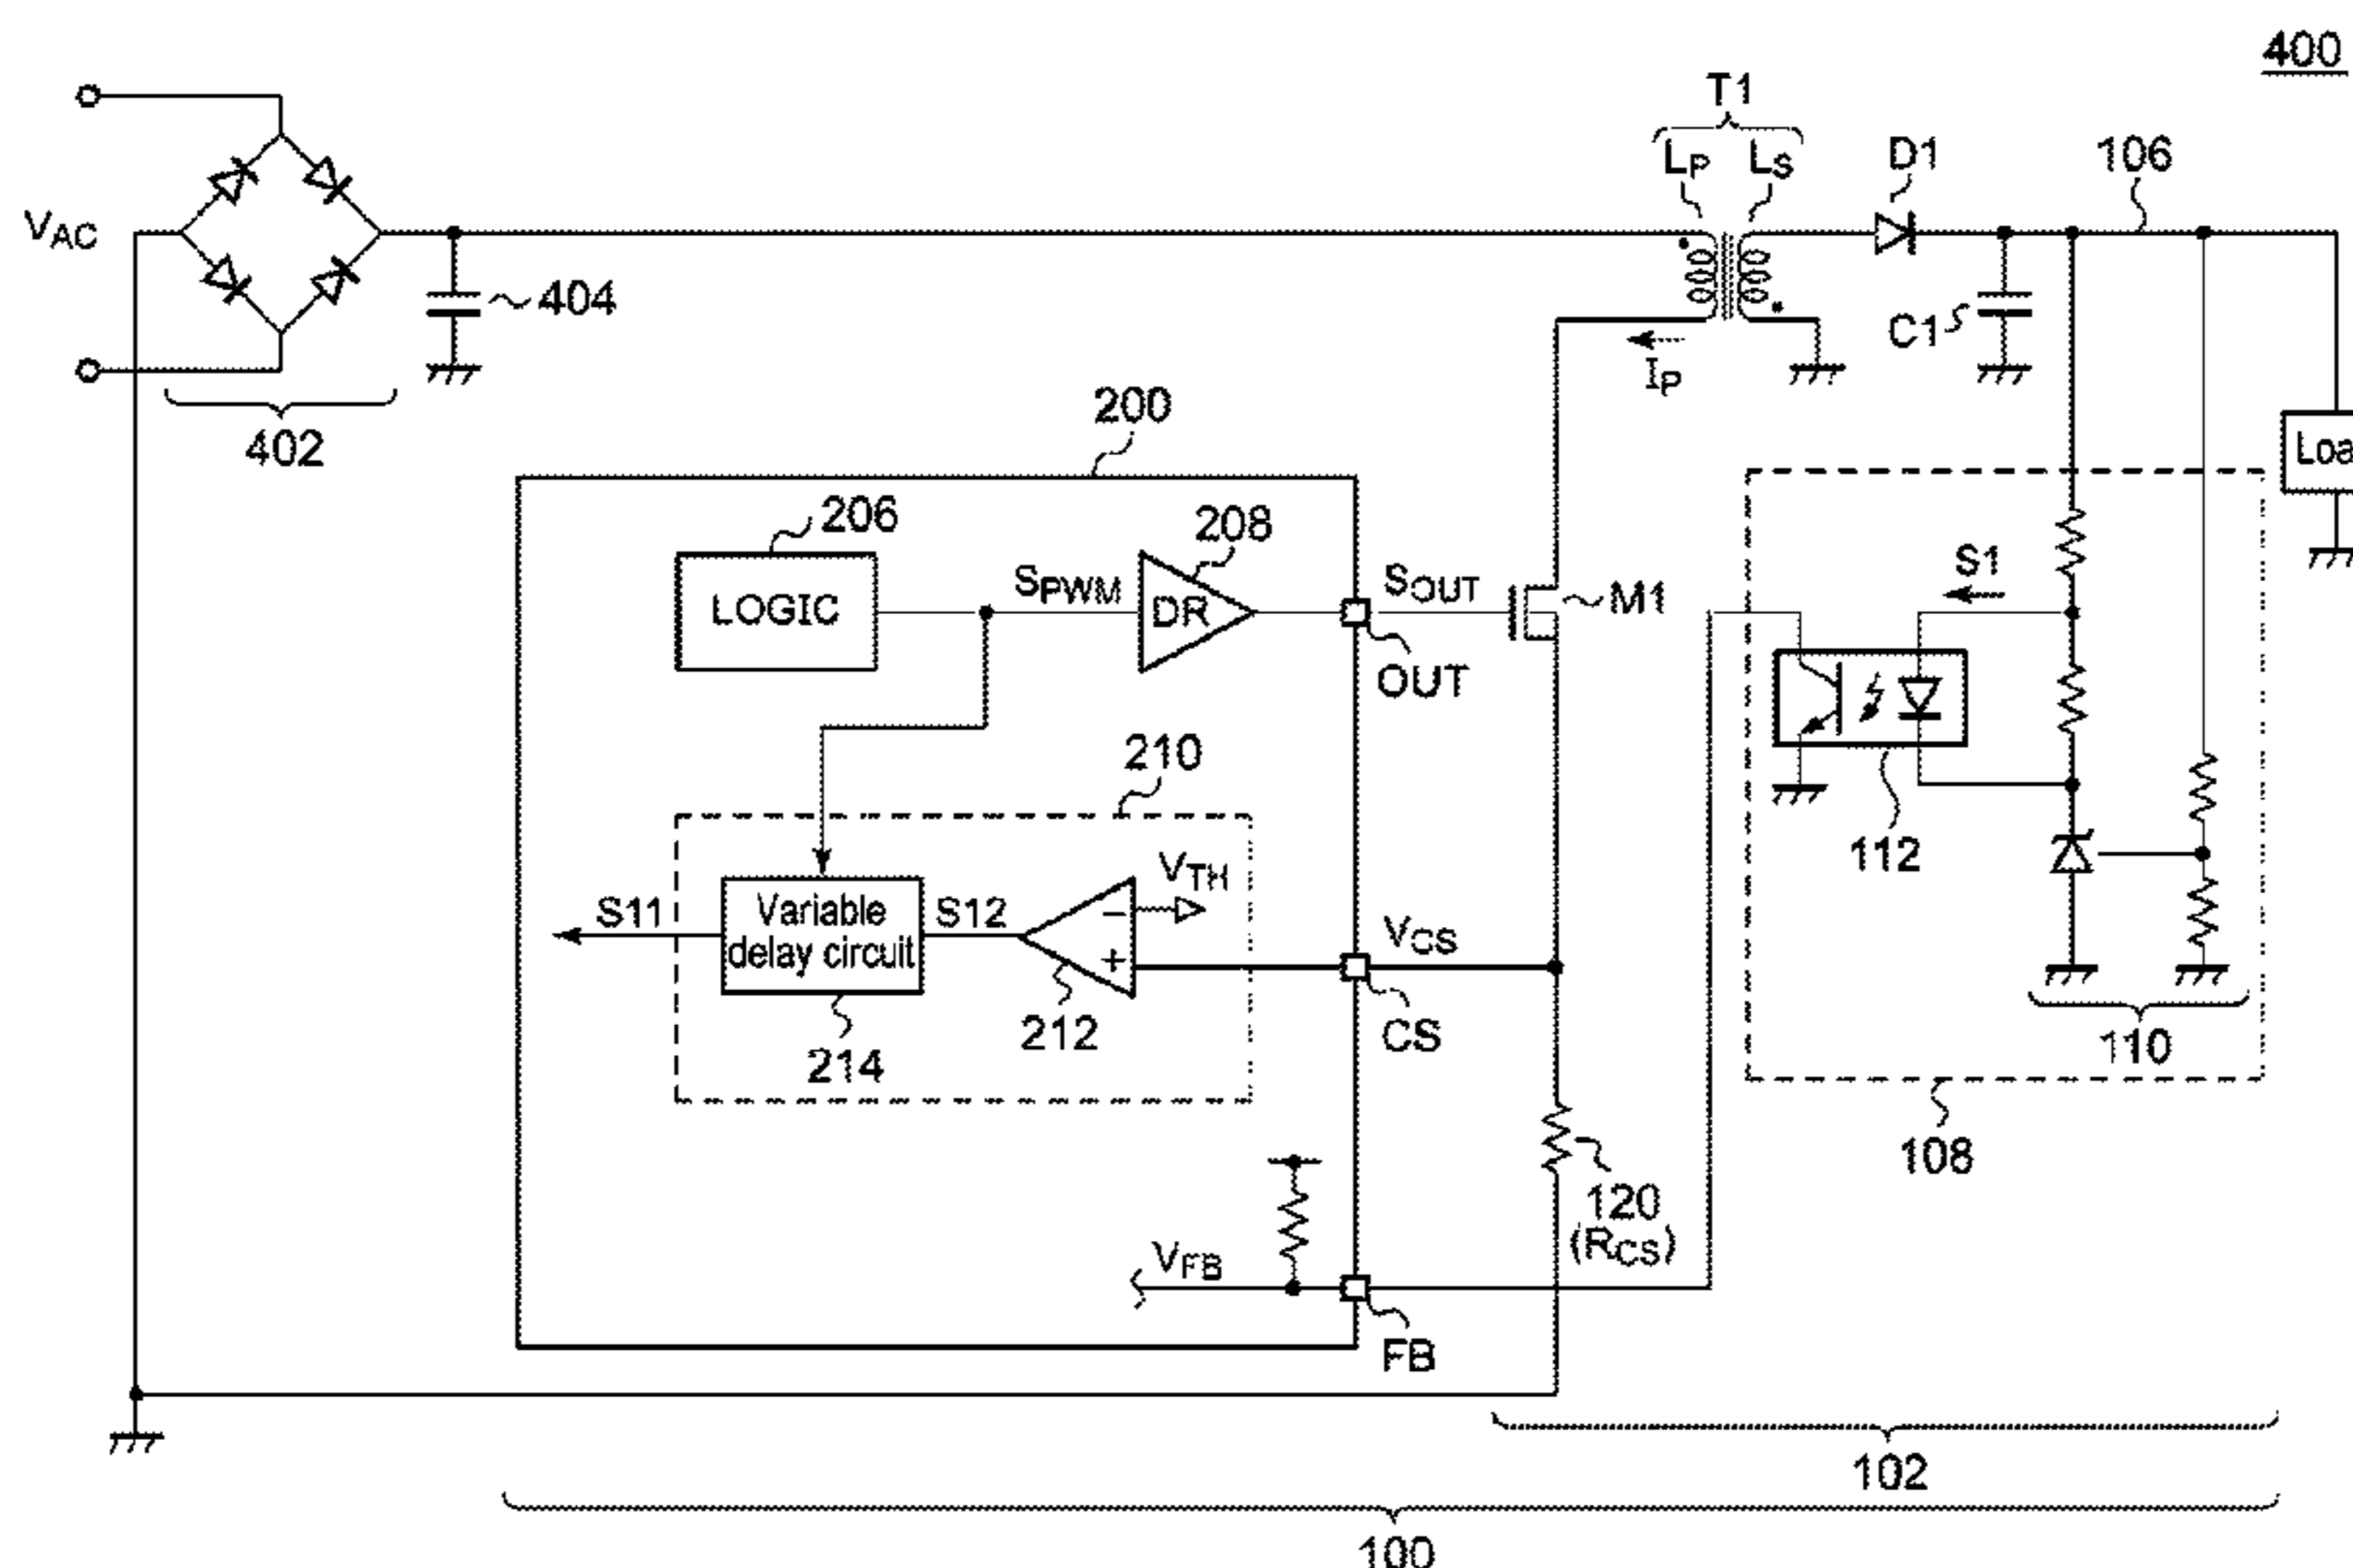 400
T1
LP LS
D1
106
VAC
404
C1
IP
402
200
Loa
206
208
LOGIC
SPWM
DR
SOUT
M1
S1
OUT
210
112
VTH
S11
Variable
delay circuit
S12
VCS
-
+
212
CS
214
110
108
120
(RCS)
VFB
FB
102
100